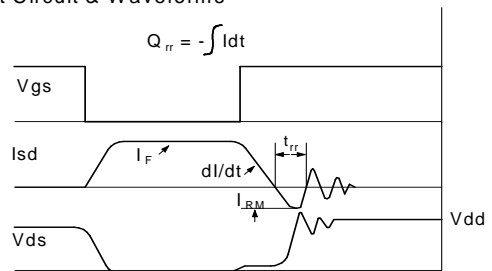 t Circuit & Waveforms
Q rr = - ∫ Idt
Vgs
Isd
I F
dI/dt
t rr
I RM
Vdd
Vds